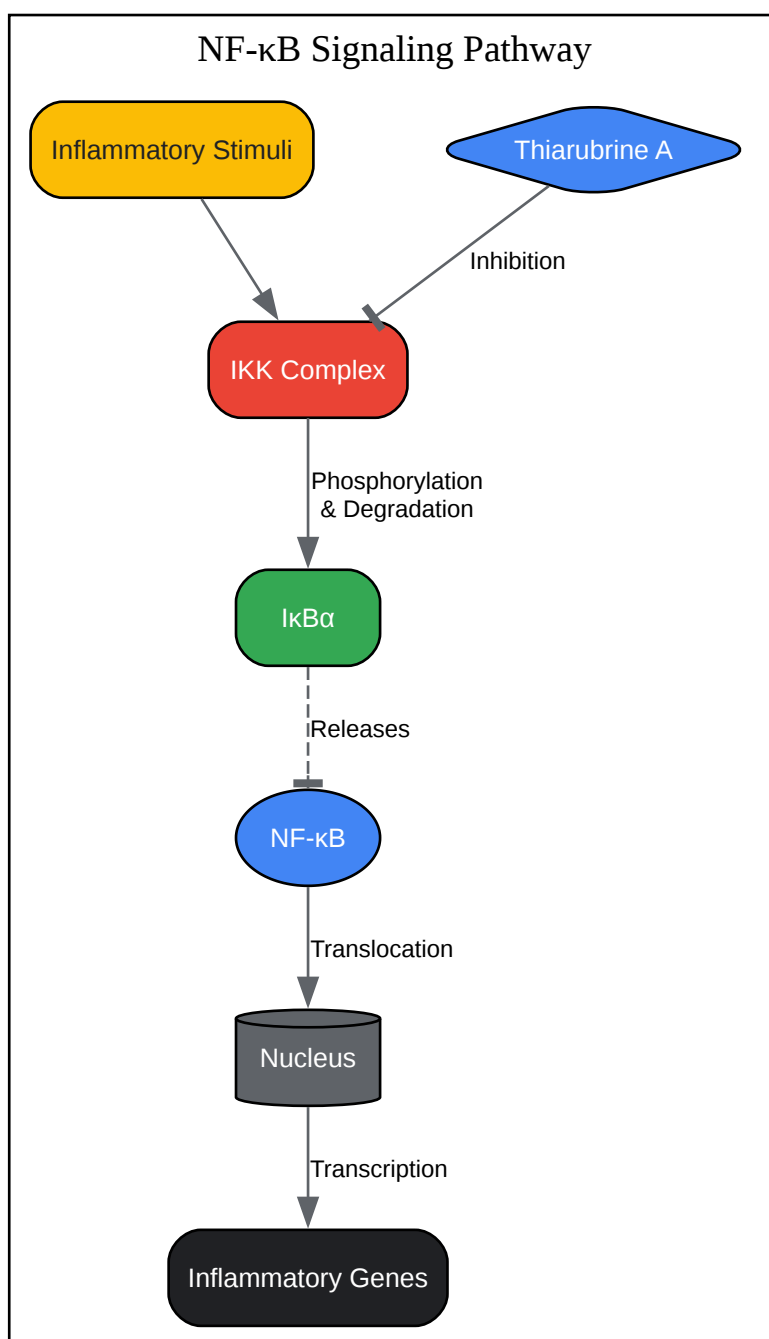 NF-κB Signaling Pathway
Inflammatory Stimuli
Thiarubrine A
Inhibition
IKK Complex
Phosphorylation
& Degradation
IκBα
Releases
NF-κB
Translocation
Nucleus
Transcription
Inflammatory Genes